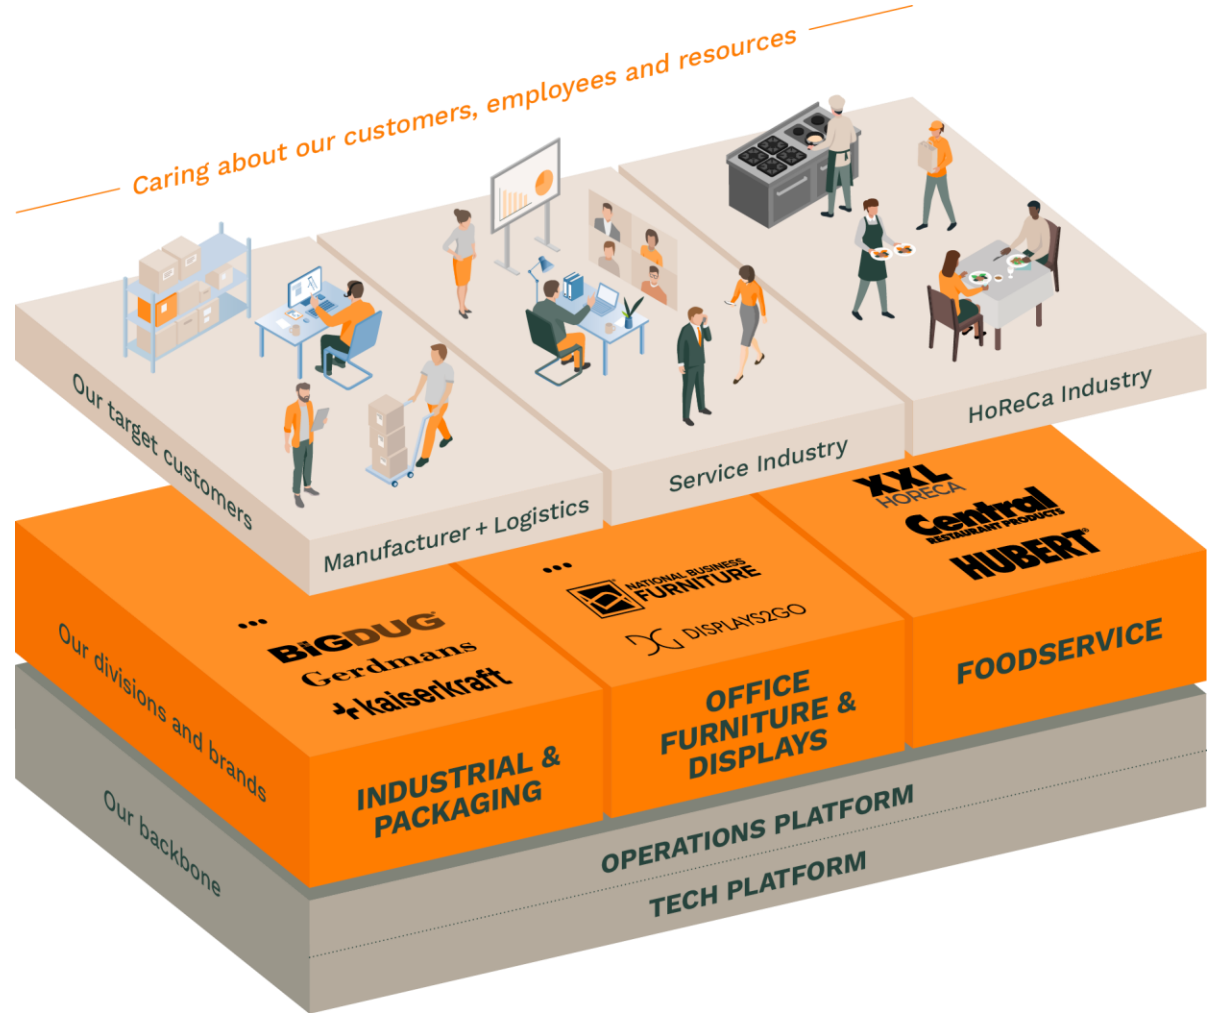 Caring about our customers, employees and resources
Our target customers
Manufacturer + Logistics
Service Industry
HoReCa Industry
Our divisions and brands
...
BiGDUG®
Gerdmans
kaiserkraft
INDUSTRIAL &
PACKAGING
...
NATIONAL BUSINESS
FURNITURE
DISPLAYS2GO
OFFICE
FURNITURE &
DISPLAYS
XXL
HORECA
Central
RESTAURANT PRODUCTS
HUBERT®
FOODSERVICE
Our backbone
OPERATIONS PLATFORM
TECH PLATFORM